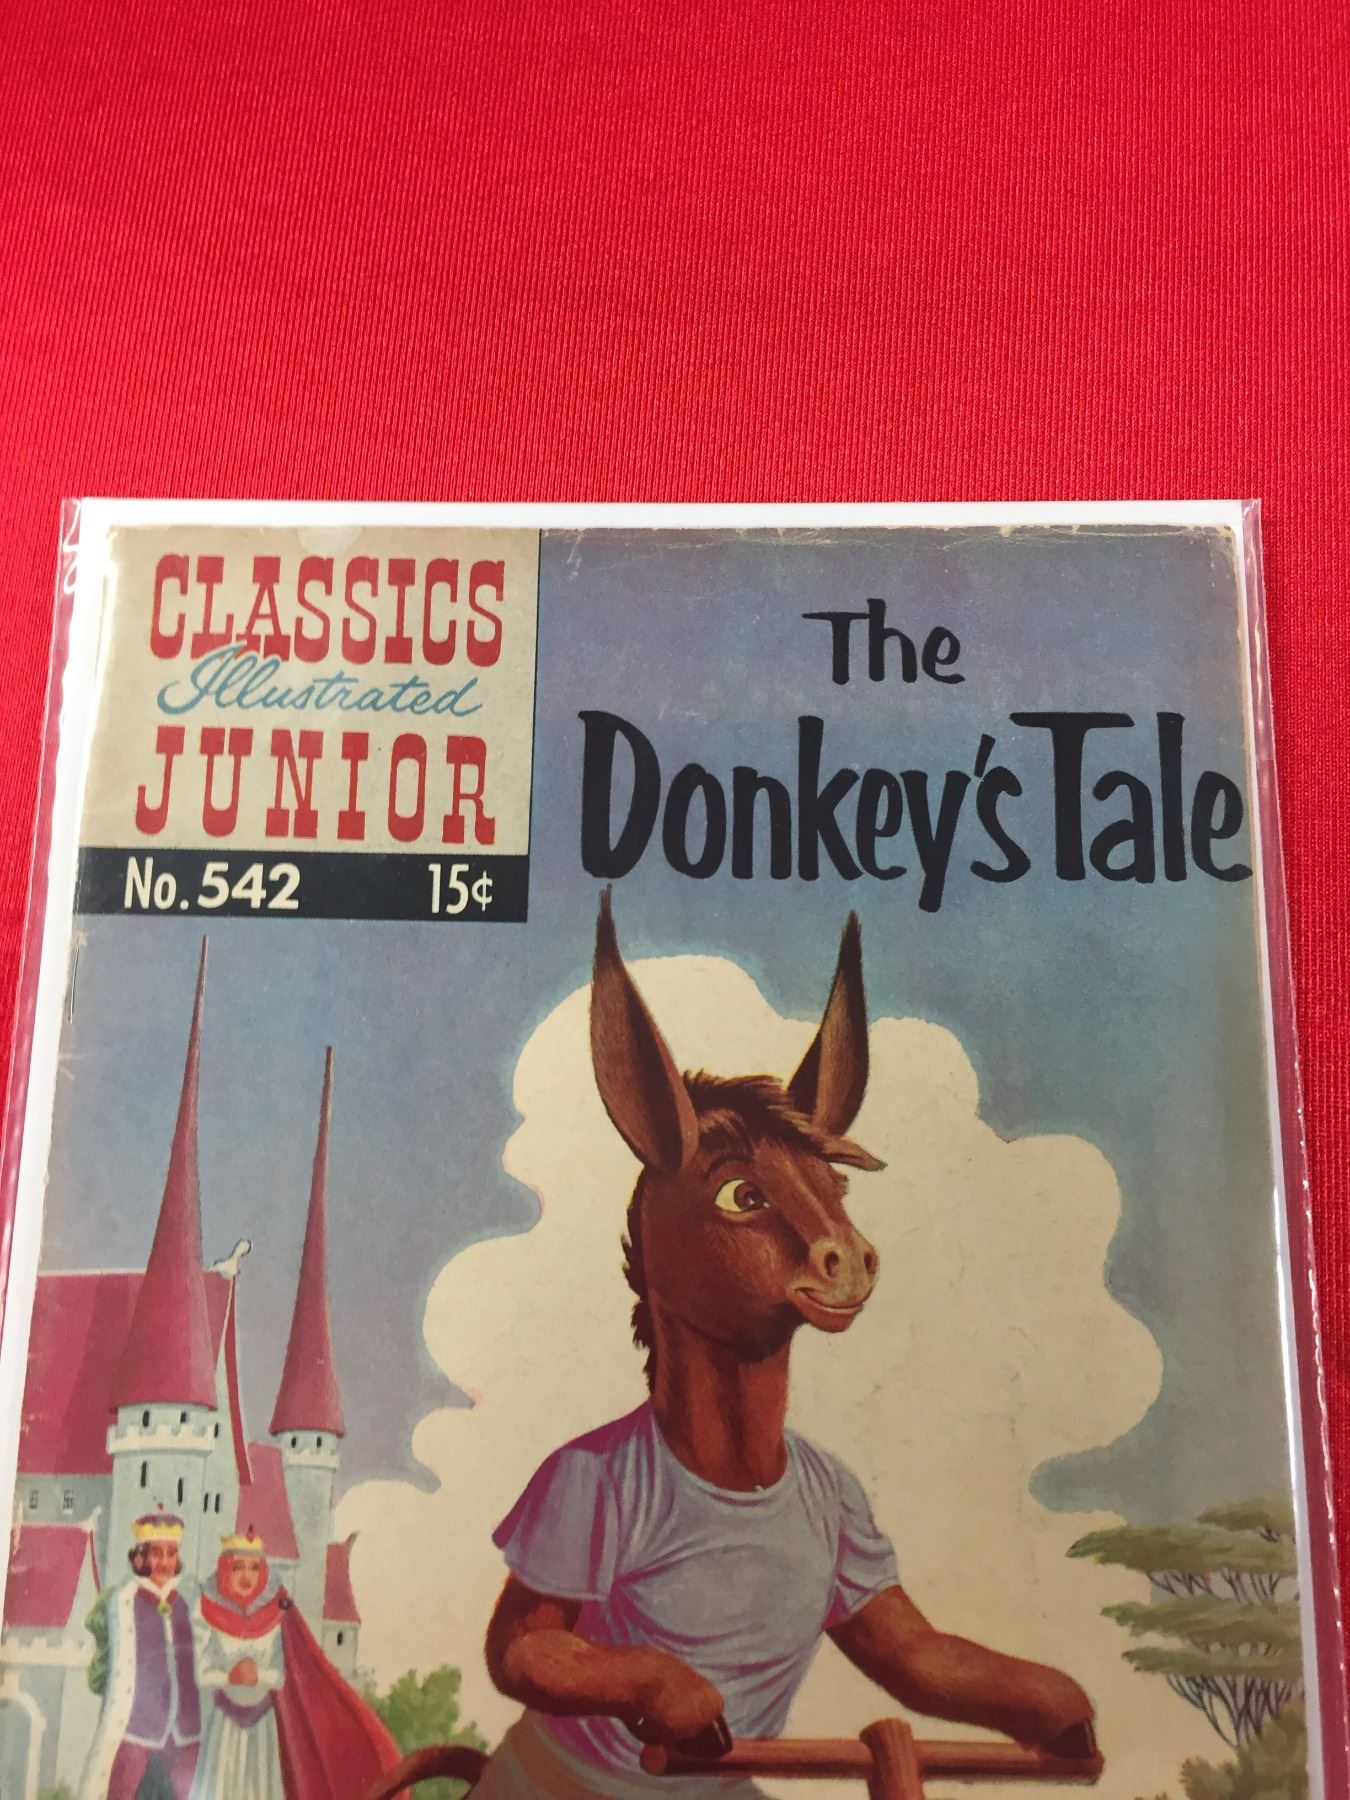 CLASSICS
Illustrated
JUNIOR
No. 542 15¢
The
Donkey's Tale